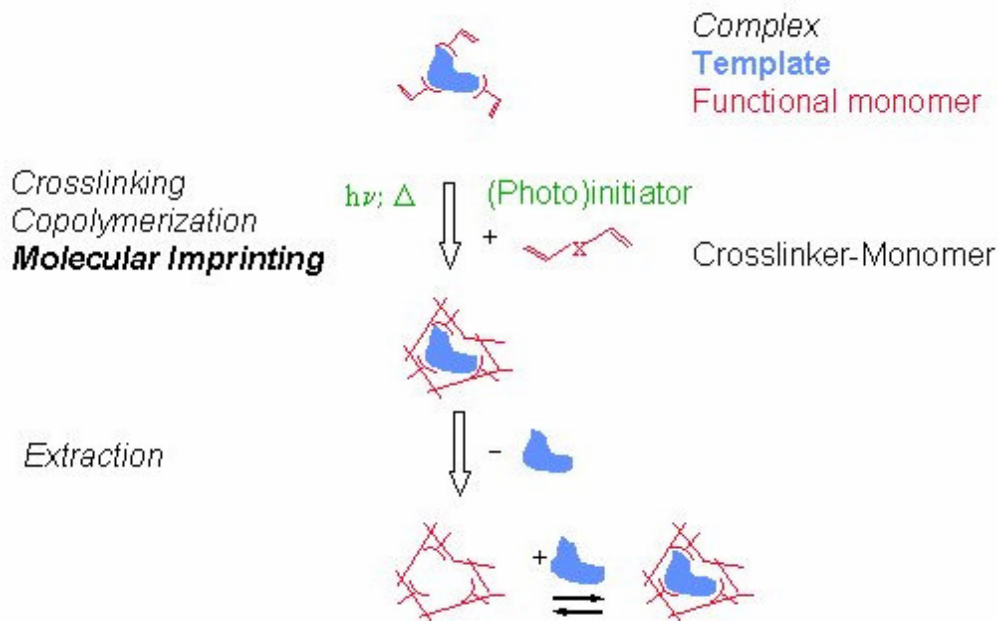 Complex
Template
Functional monomer
Crosslinking
Copolymerization
Molecular Imprinting
hν; Δ
(Photo)initiator
+
X
Crosslinker-Monomer
Extraction
−
+